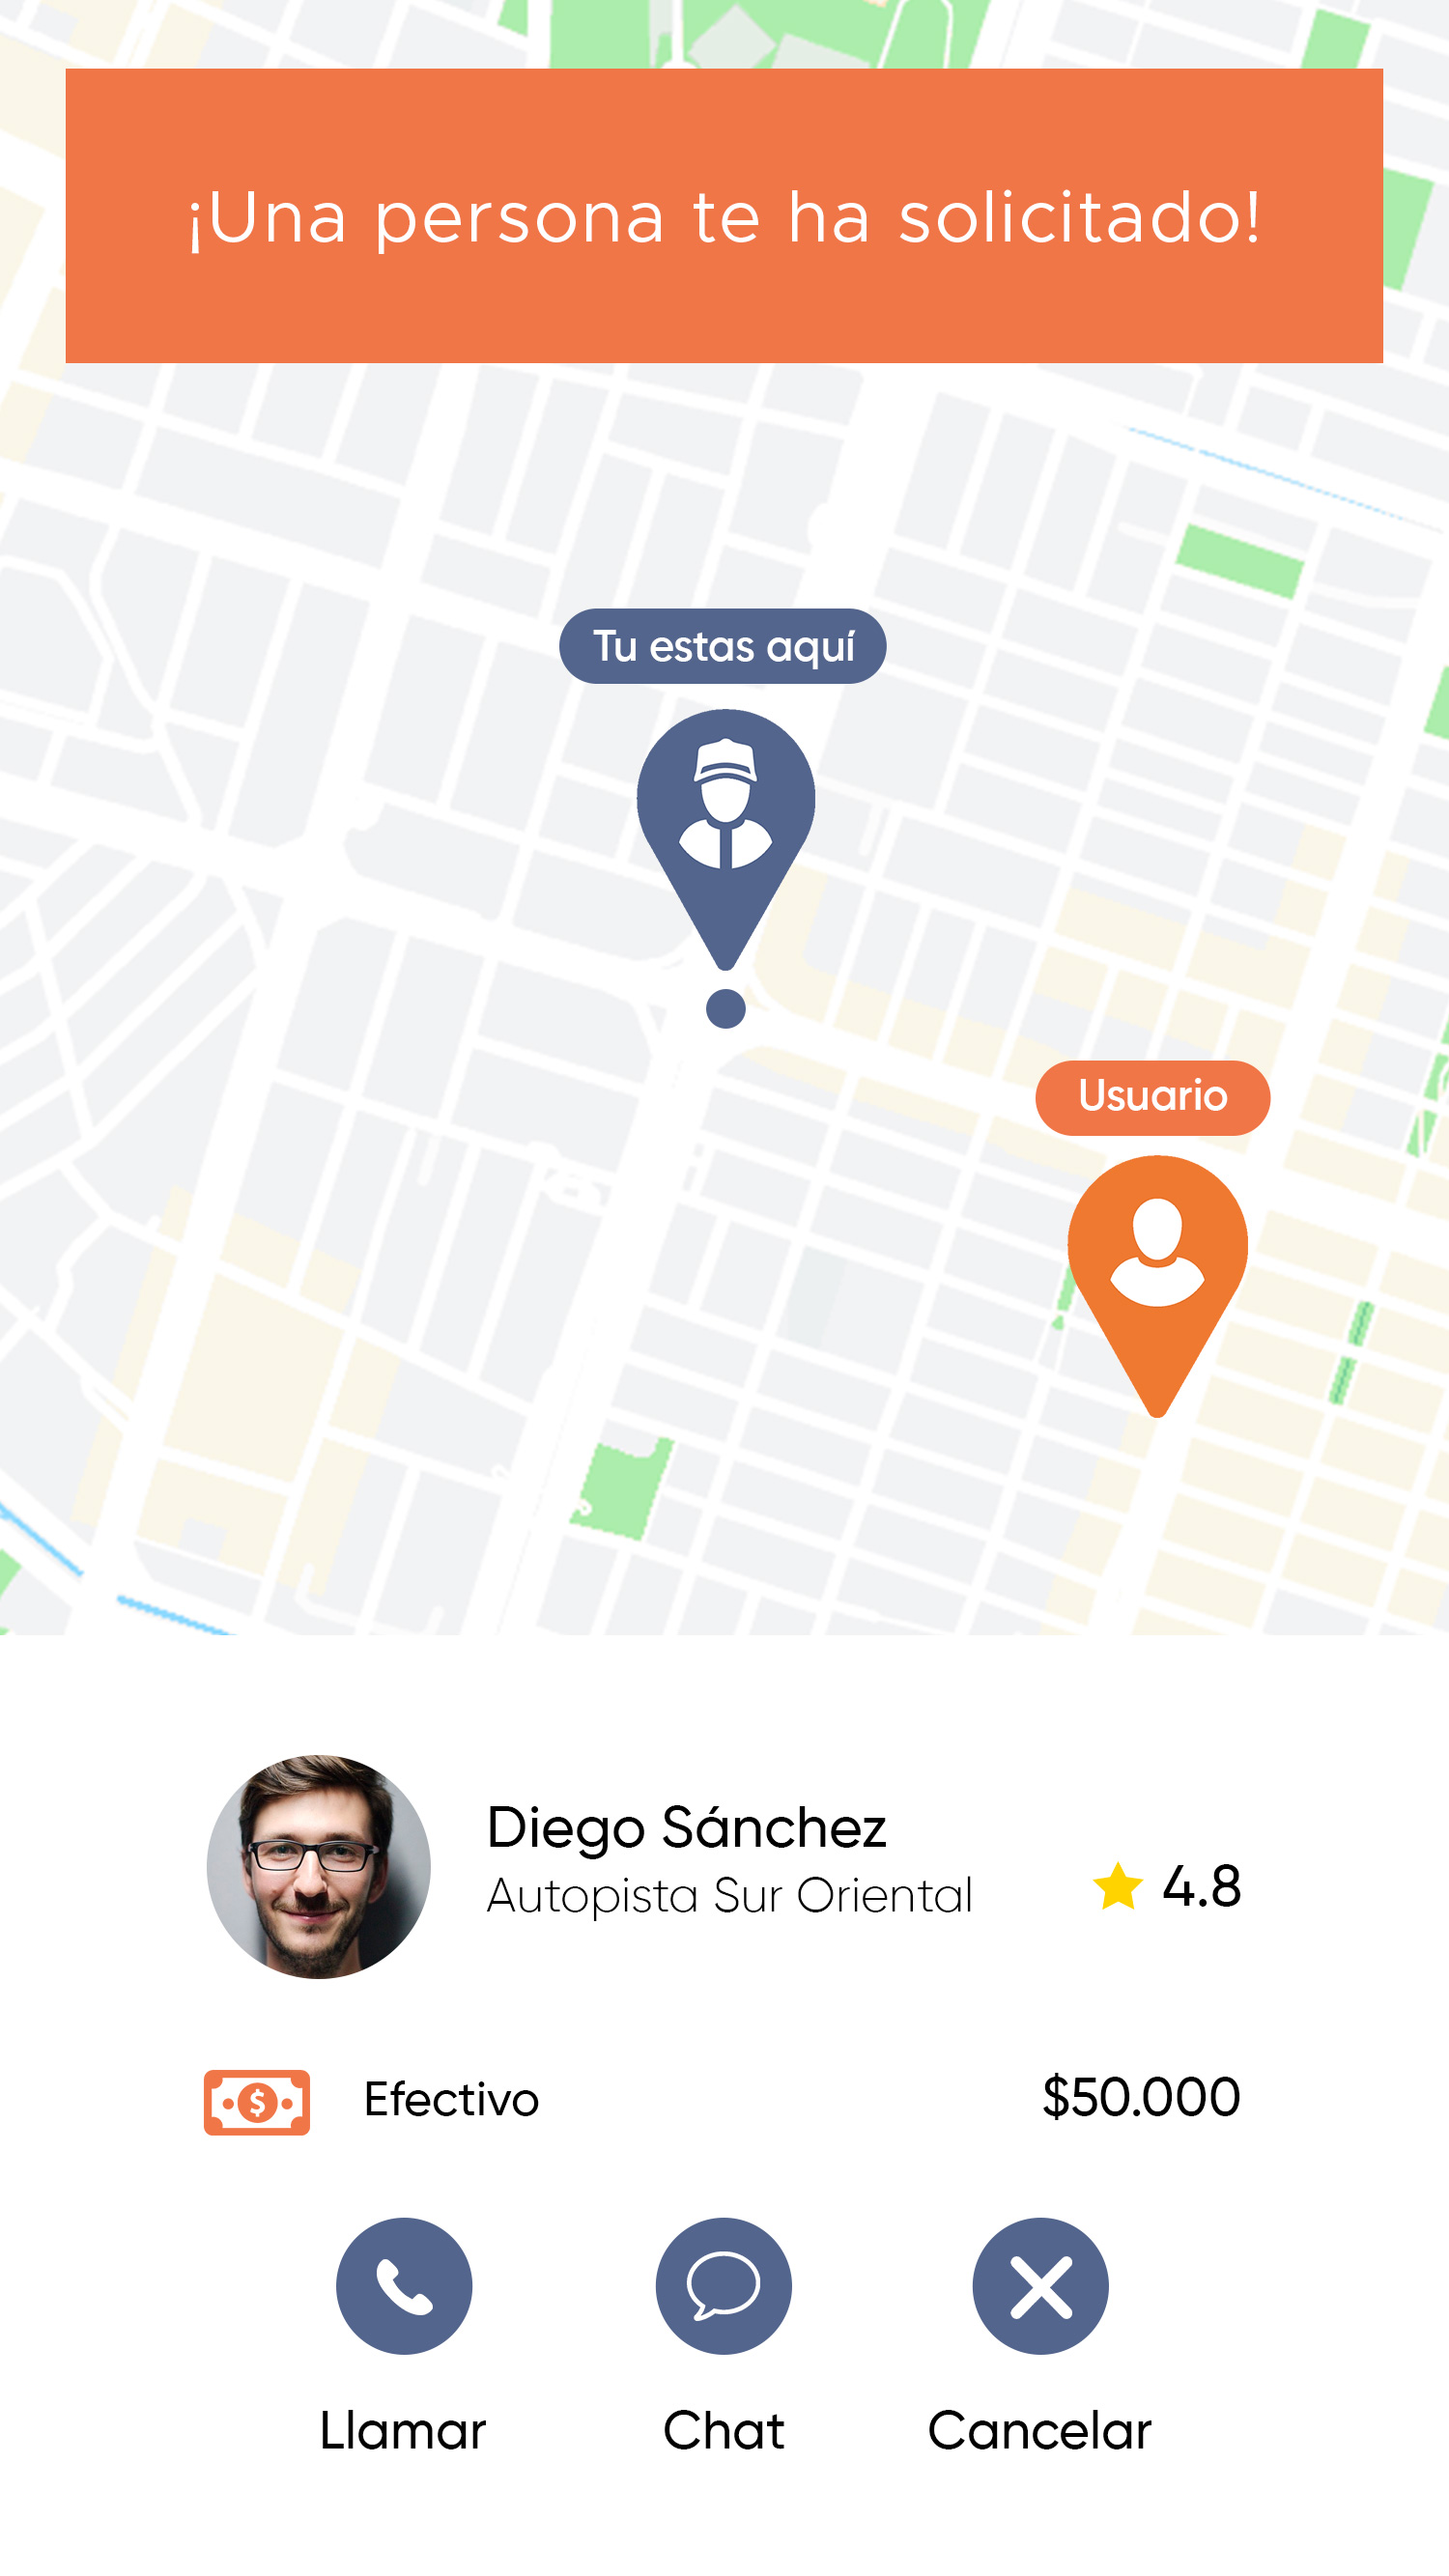 ¡Una persona te ha solicitado!
Tu estas aquí
Usuario
Diego Sánchez
Autopista Sur Oriental
4.8
Efectivo
$50.000
Llamar
Chat
Cancelar